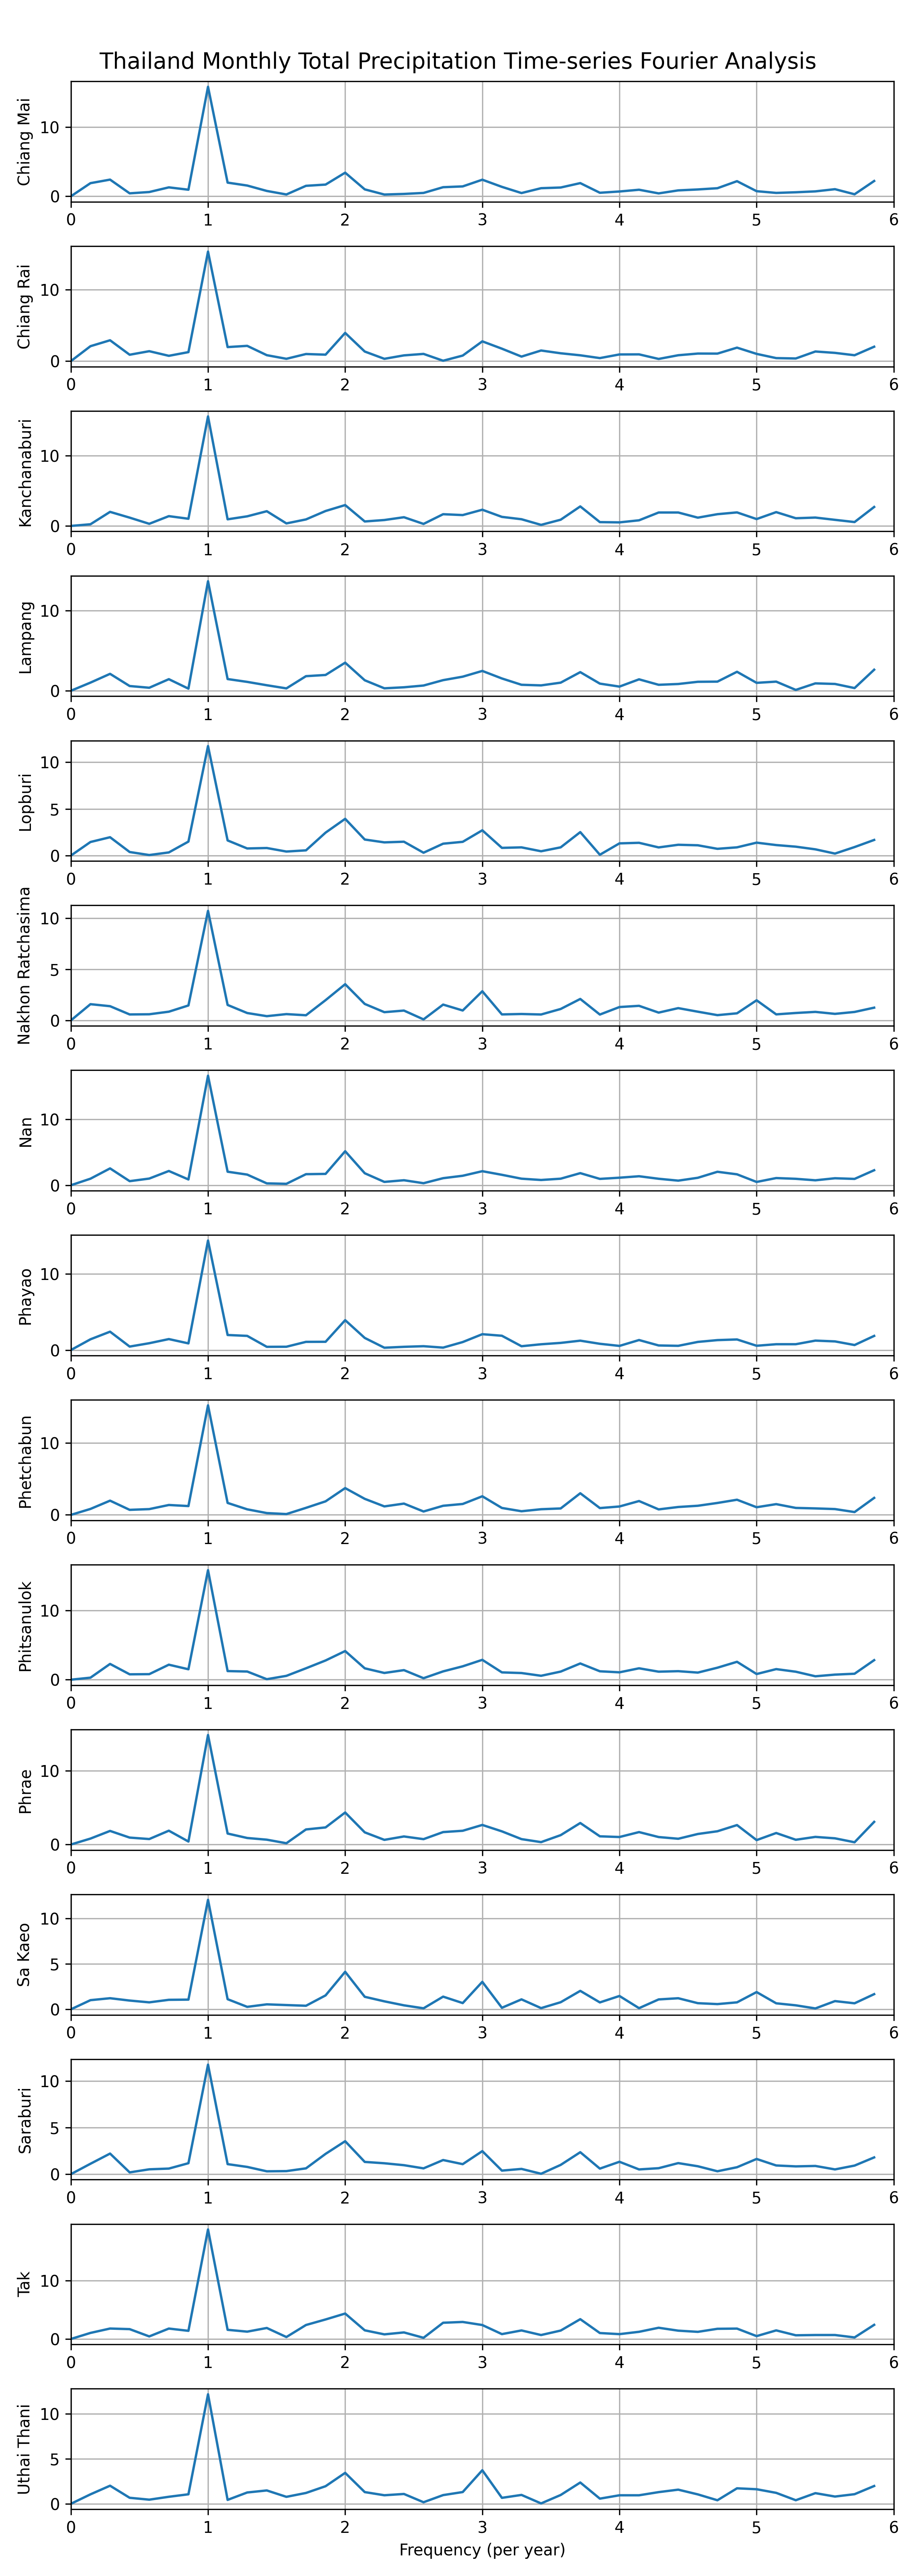 Thailand Monthly Total Precipitation Time-series Fourier Analysis
Chiang Mai
10
0
0 1 2 3 4 5 6
Chiang Rai
10
0
0 1 2 3 4 5 6
Kanchanaburi
10
0
0 1 2 3 4 5 6
Lampang
10
0
0 1 2 3 4 5 6
Lopburi
10
5
0
0 1 2 3 4 5 6
Nakhon Ratchasima
10
5
0
0 1 2 3 4 5 6
Nan
10
0
0 1 2 3 4 5 6
Phayao
10
0
0 1 2 3 4 5 6
Phetchabun
10
0
0 1 2 3 4 5 6
Phitsanulok
10
0
0 1 2 3 4 5 6
Phrae
10
0
0 1 2 3 4 5 6
Sa Kaeo
10
5
0
0 1 2 3 4 5 6
Saraburi
10
5
0
0 1 2 3 4 5 6
Tak
10
0
0 1 2 3 4 5 6
Uthai Thani
10
5
0
0 1 2 3 4 5 6
Frequency (per year)